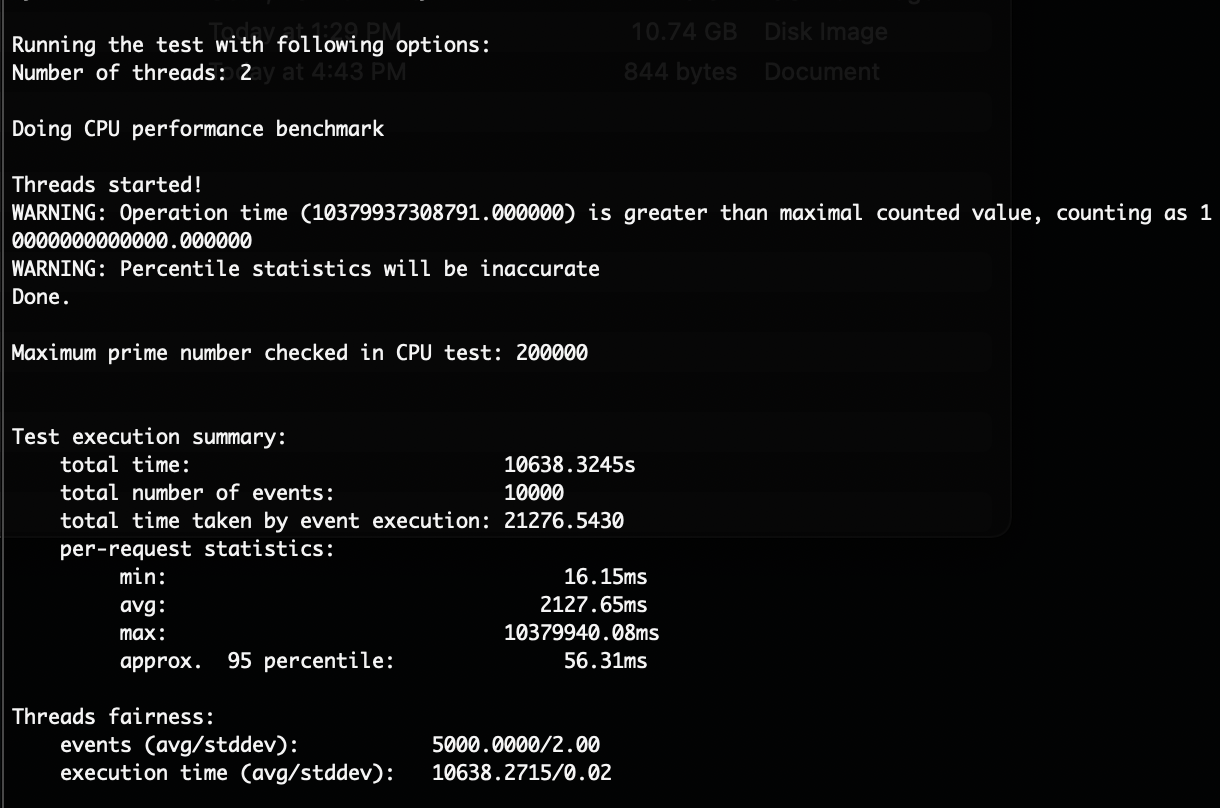 Today at 1:29 PM 10.74 GB Disk Image
Running the test with following options:
Today at 4:43 PM 844 bytes Document
Number of threads: 2
Doing CPU performance benchmark
Threads started!
WARNING: Operation time (10379937308791.000000) is greater than maximal counted value, counting as 1
0000000000000.000000
WARNING: Percentile statistics will be inaccurate
Done.
Maximum prime number checked in CPU test: 200000
Test execution summary:
total time: 10638.3245s
total number of events: 10000
total time taken by event execution: 21276.5430
per-request statistics:
min: 16.15ms
avg: 2127.65ms
max: 10379940.08ms
approx. 95 percentile: 56.31ms
Threads fairness:
events (avg/stddev): 5000.0000/2.00
execution time (avg/stddev): 10638.2715/0.02